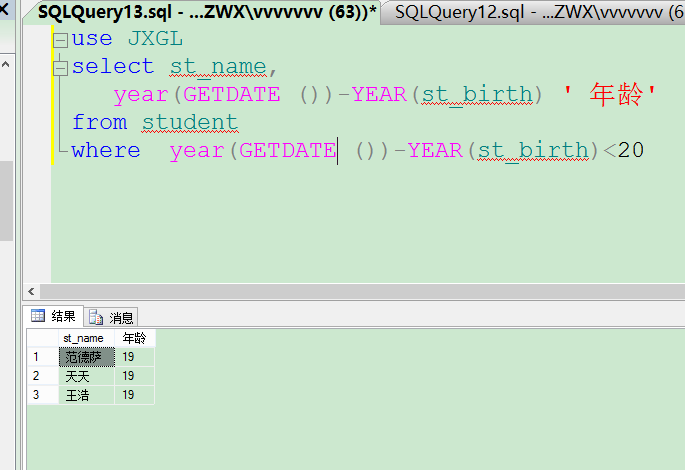 SQLQuery13.sql - ...ZWX\vvvvvvv (63))* SQLQuery12.sql - ...ZWX\vvvvvvv (6
use JXGL
select st_name,
year(GETDATE ())-YEAR(st_birth) ' 年龄'
from student
where  year(GETDATE ())-YEAR(st_birth)<20
结果 消息
st_name 年龄
1 范德萨 19
2 天天 19
3 王浩 19